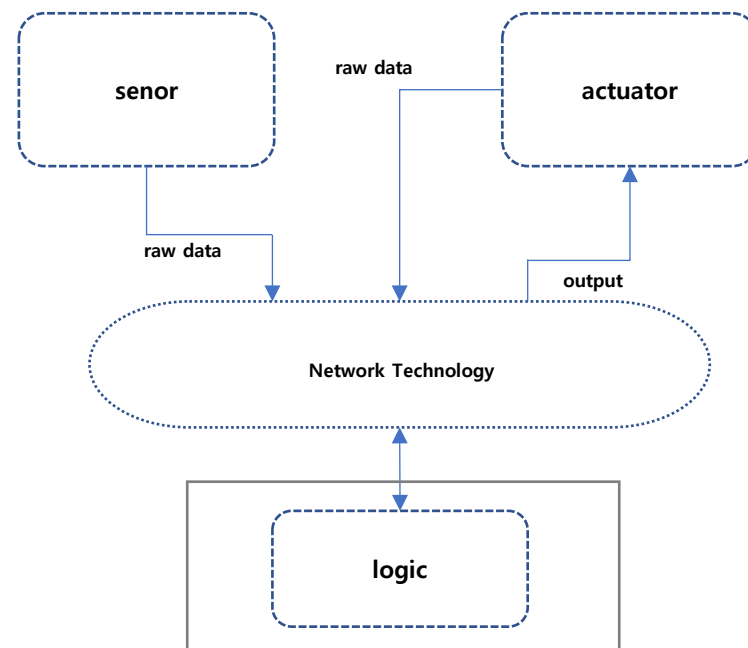 senor
actuator
raw data
raw data
output
Network Technology
logic